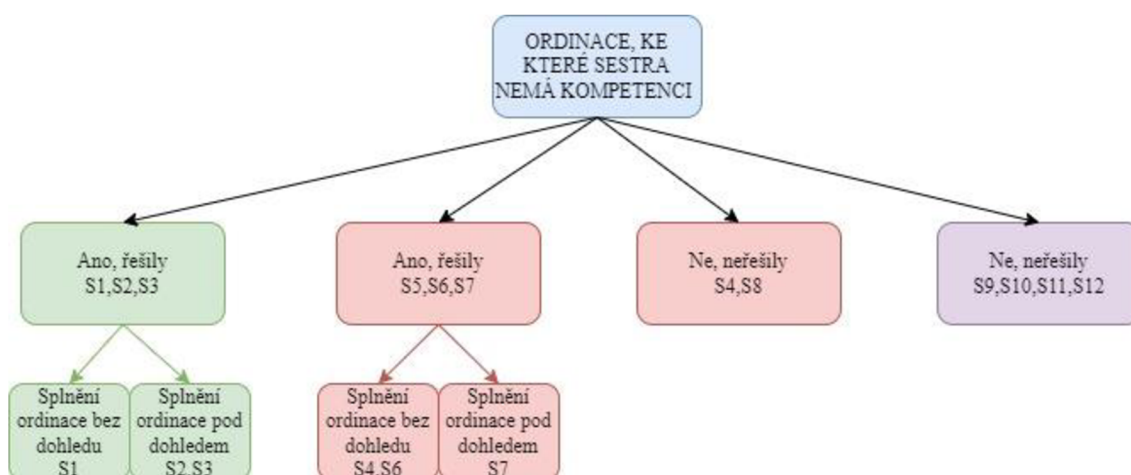 ORDINACE, KE
KTERÉ SESTRA
NEMÁ KOMPETENCI
Ano, řešily
S1,S2,S3
Ano, řešily
S5,S6,S7
Ne, neřešily
S4,S8
Ne, neřešily
S9,S10,S11,S12
Splnění
ordinace bez
dohledu
S1
Splnění
ordinace pod
dohledem
S2,S3
Splnění
ordinace bez
dohledu
S4,S6
Splnění
ordinace pod
dohledem
S7